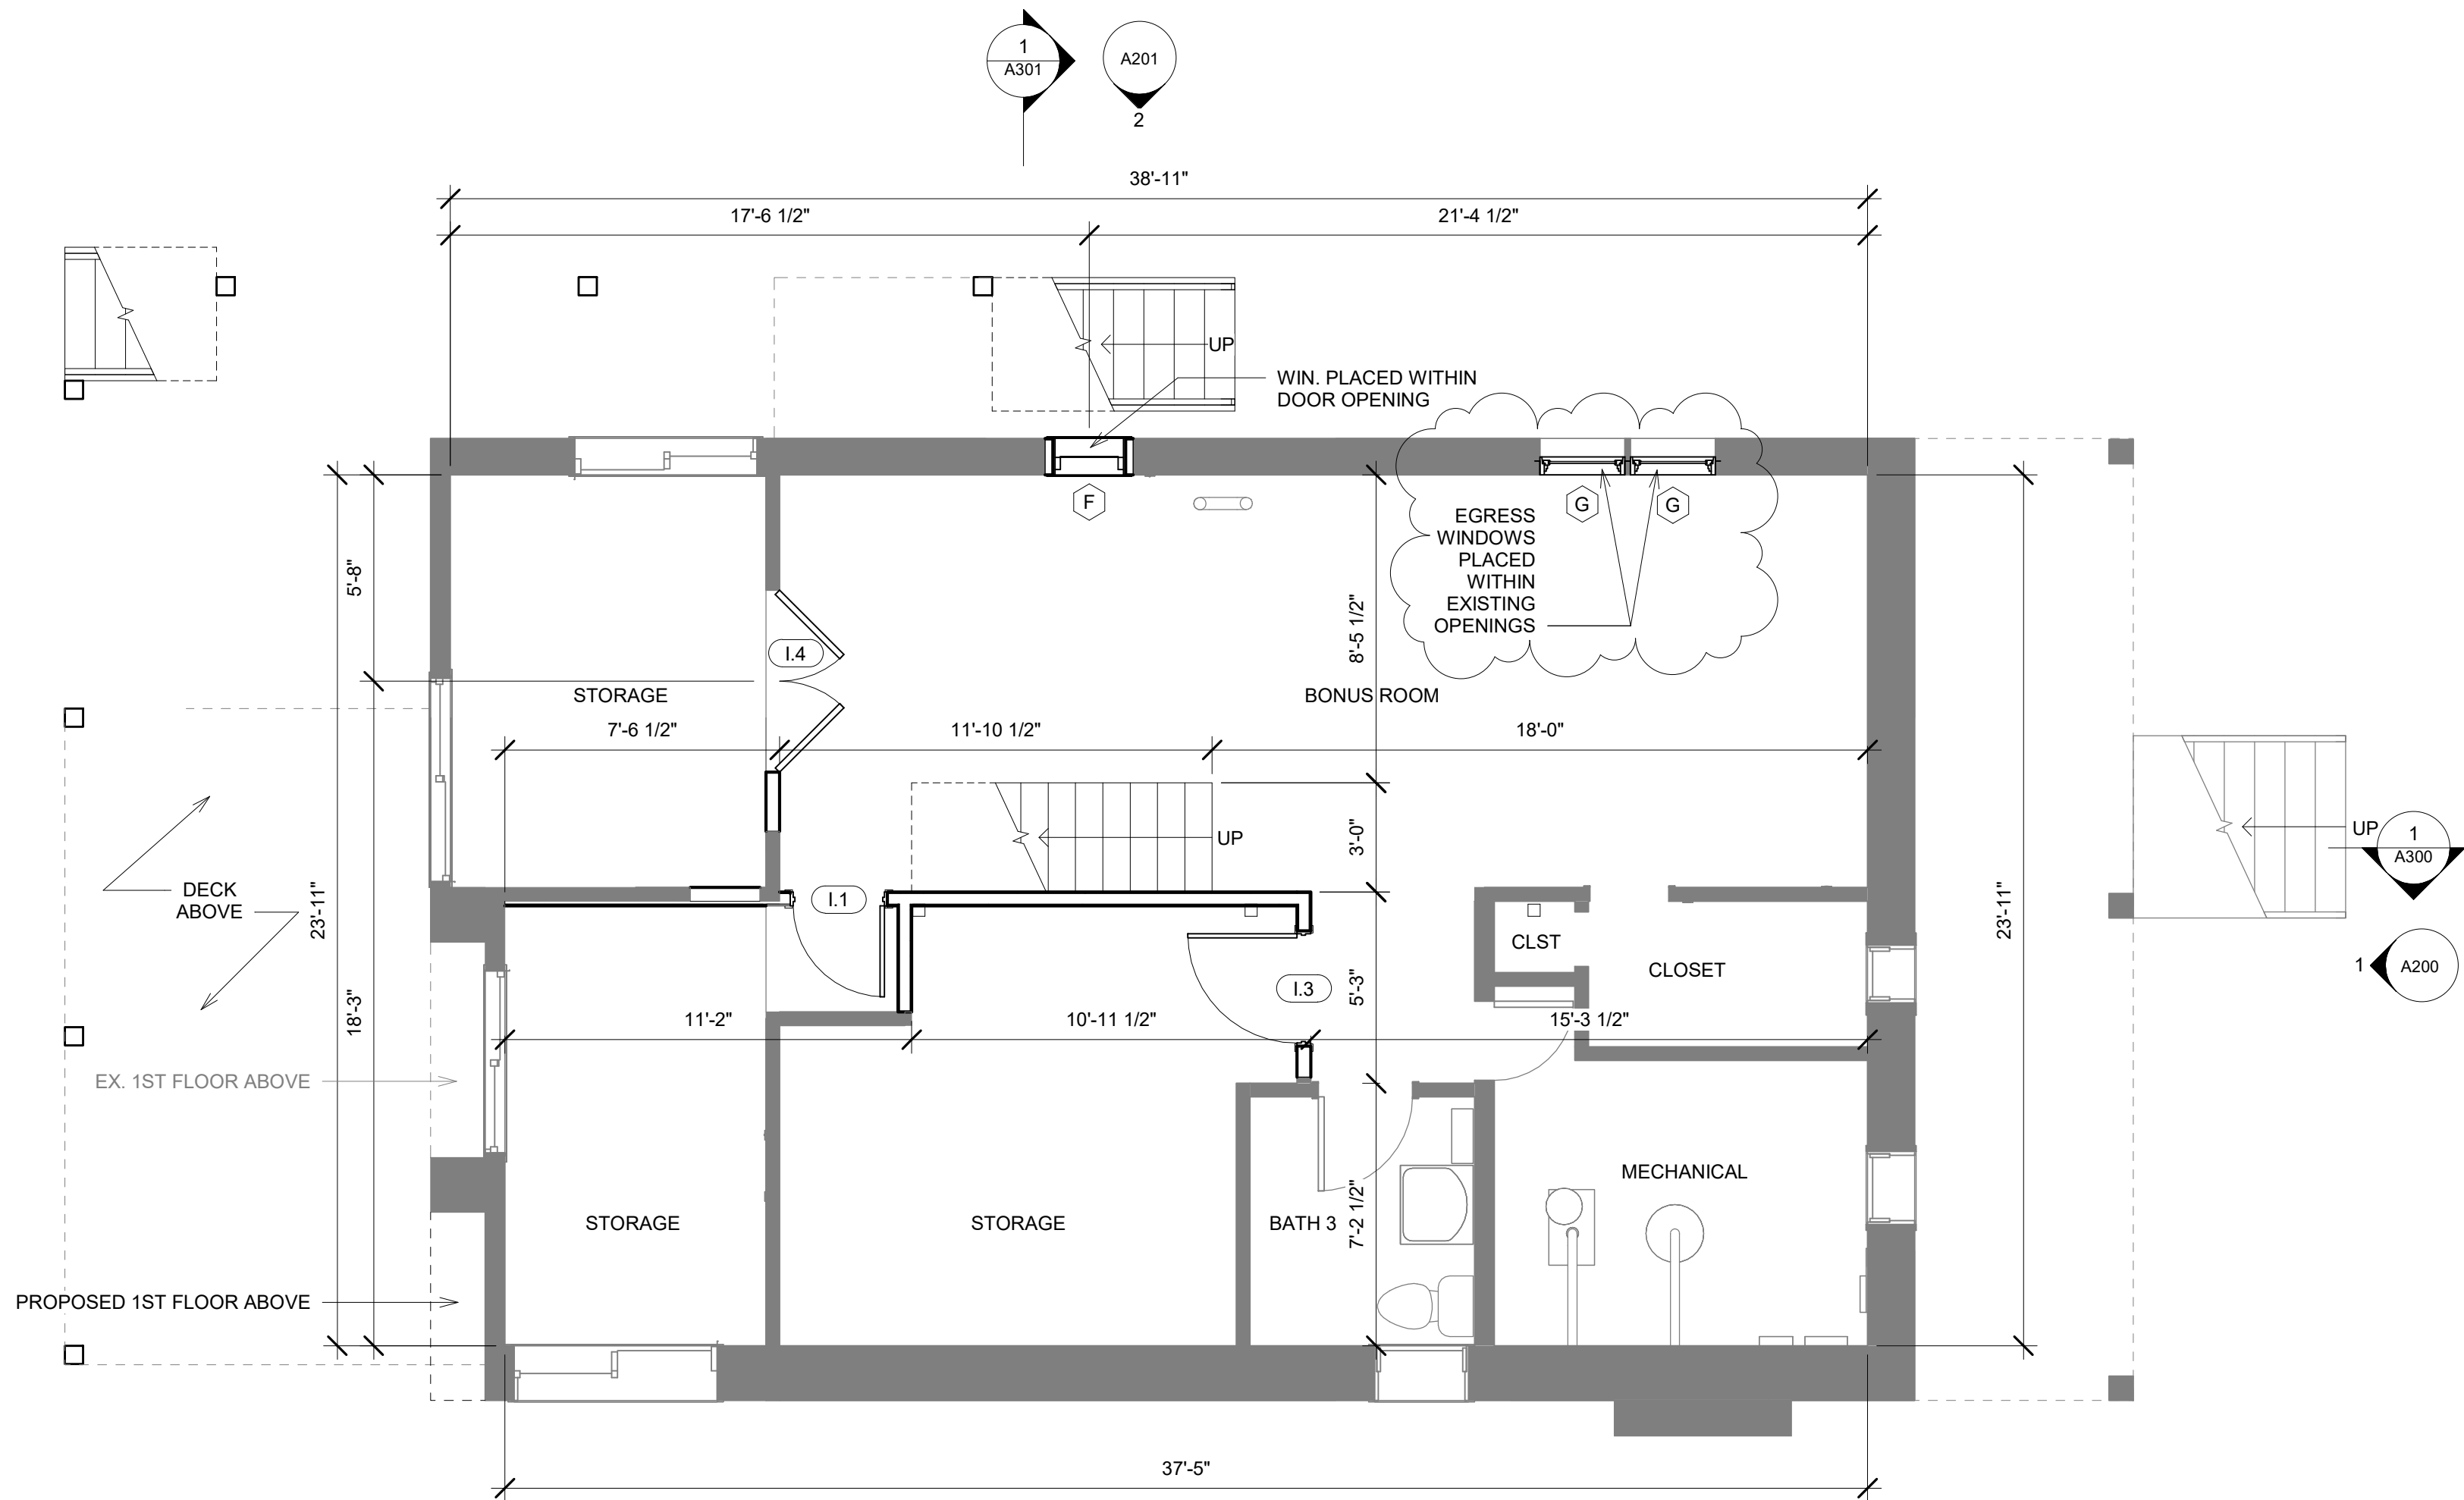 1
A301
A201
2
38'-11"
17'-6 1/2"
21'-4 1/2"
UP
WIN. PLACED WITHIN
DOOR OPENING
F
G
G
EGRESS
WINDOWS
PLACED
WITHIN
EXISTING
OPENINGS
5'-8"
8'-5 1/2"
I.4
STORAGE
BONUS ROOM
7'-6 1/2"
11'-10 1/2"
18'-0"
UP
3'-0"
UP
1
A300
DECK
ABOVE
23'-11"
I.1
23'-11"
CLST
CLOSET
1
A200
I.3
5'-3"
18'-3"
11'-2"
10'-11 1/2"
15'-3 1/2"
EX. 1ST FLOOR ABOVE
MECHANICAL
STORAGE
STORAGE
BATH 3
7'-2 1/2"
PROPOSED 1ST FLOOR ABOVE
37'-5"